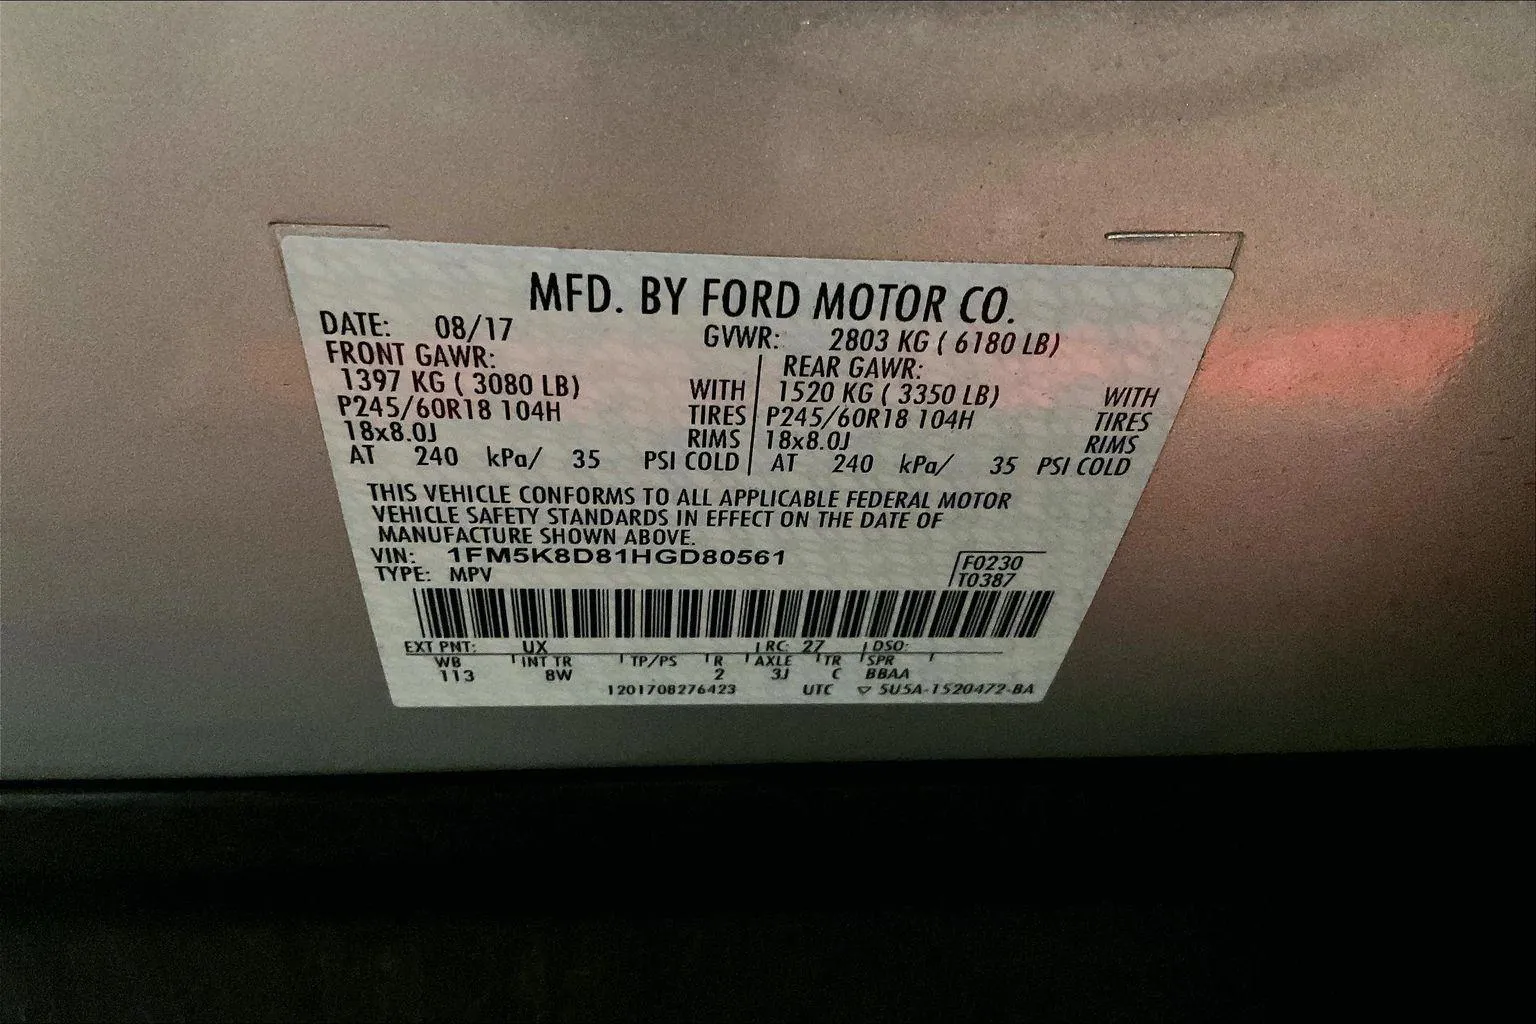 MFD. BY FORD MOTOR CO.
DATE: 08/17 GVWR: 2803 KG ( 6180 LB)
FRONT GAWR: REAR GAWR:
1397 KG ( 3080 LB) WITH 1520 KG ( 3350 LB) WITH
P245/60R18 104H TIRES P245/60R18 104H TIRES
18x8.0J RIMS 18x8.0J RIMS
AT 240 kPa/ 35 PSI COLD AT 240 kPa/ 35 PSI COLD
THIS VEHICLE CONFORMS TO ALL APPLICABLE FEDERAL MOTOR
VEHICLE SAFETY STANDARDS IN EFFECT ON THE DATE OF
MANUFACTURE SHOWN ABOVE.
VIN: 1FM5K8D81HGD80561
F0230
TYPE: MPV
T0387
EXT PNT: UX RC: 27 DSO:
WB INT TR TP/PS R AXLE TR SPR
113 8W 2 3J C BBAA
1201708276423 UTC ▽ 5U5A-1520472-BA